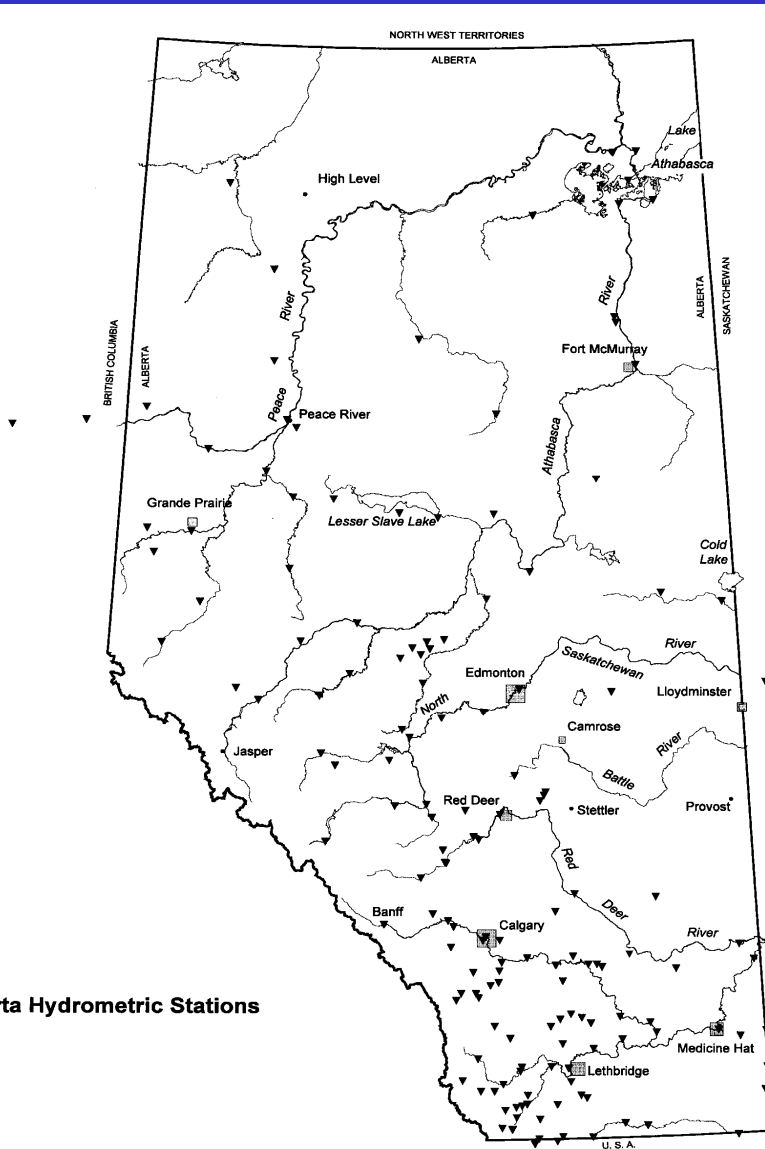 NORTH WEST TERRITORIES
ALBERTA
Lake
Athabasca
High Level
River
River
ALBERTA
SASKATCHEWAN
BRITISH COLUMBIA
ALBERTA
Fort McMurray
Peace
Peace River
Athabasca
Grande Prairie
Lesser Slave Lake
Cold
Lake
River
Saskatchewan
Edmonton
Lloydminster
North
Camrose
River
Jasper
Battle
Red Deer
Stettler
Provost
Red
Deer
River
Banff
Calgary
rta Hydrometric Stations
Medicine Hat
Lethbridge
U. S. A.